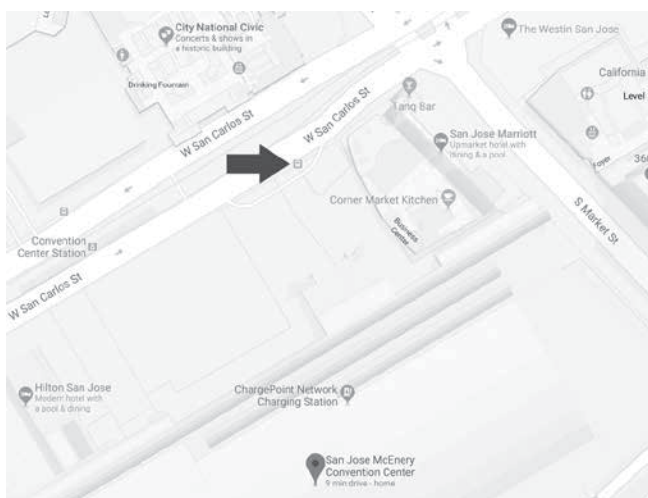 City National Civic
Concerts & shows in
a historic building
Drinking Fountain
The Westin San Jose
California
Level
W San Carlos St
W San Carlos St
Tanq Bar
San Jose Marriott
Upmarket hotel with
dining & a pool
Foyer
360
Corner Market Kitchen
Business
Center
S Market St
Convention
Center Station
W San Carlos St
Hilton San Jose
Modern hotel with
a pool & dining
ChargePoint Network
Charging Station
San Jose McEnery
Convention Center
9 min drive - home